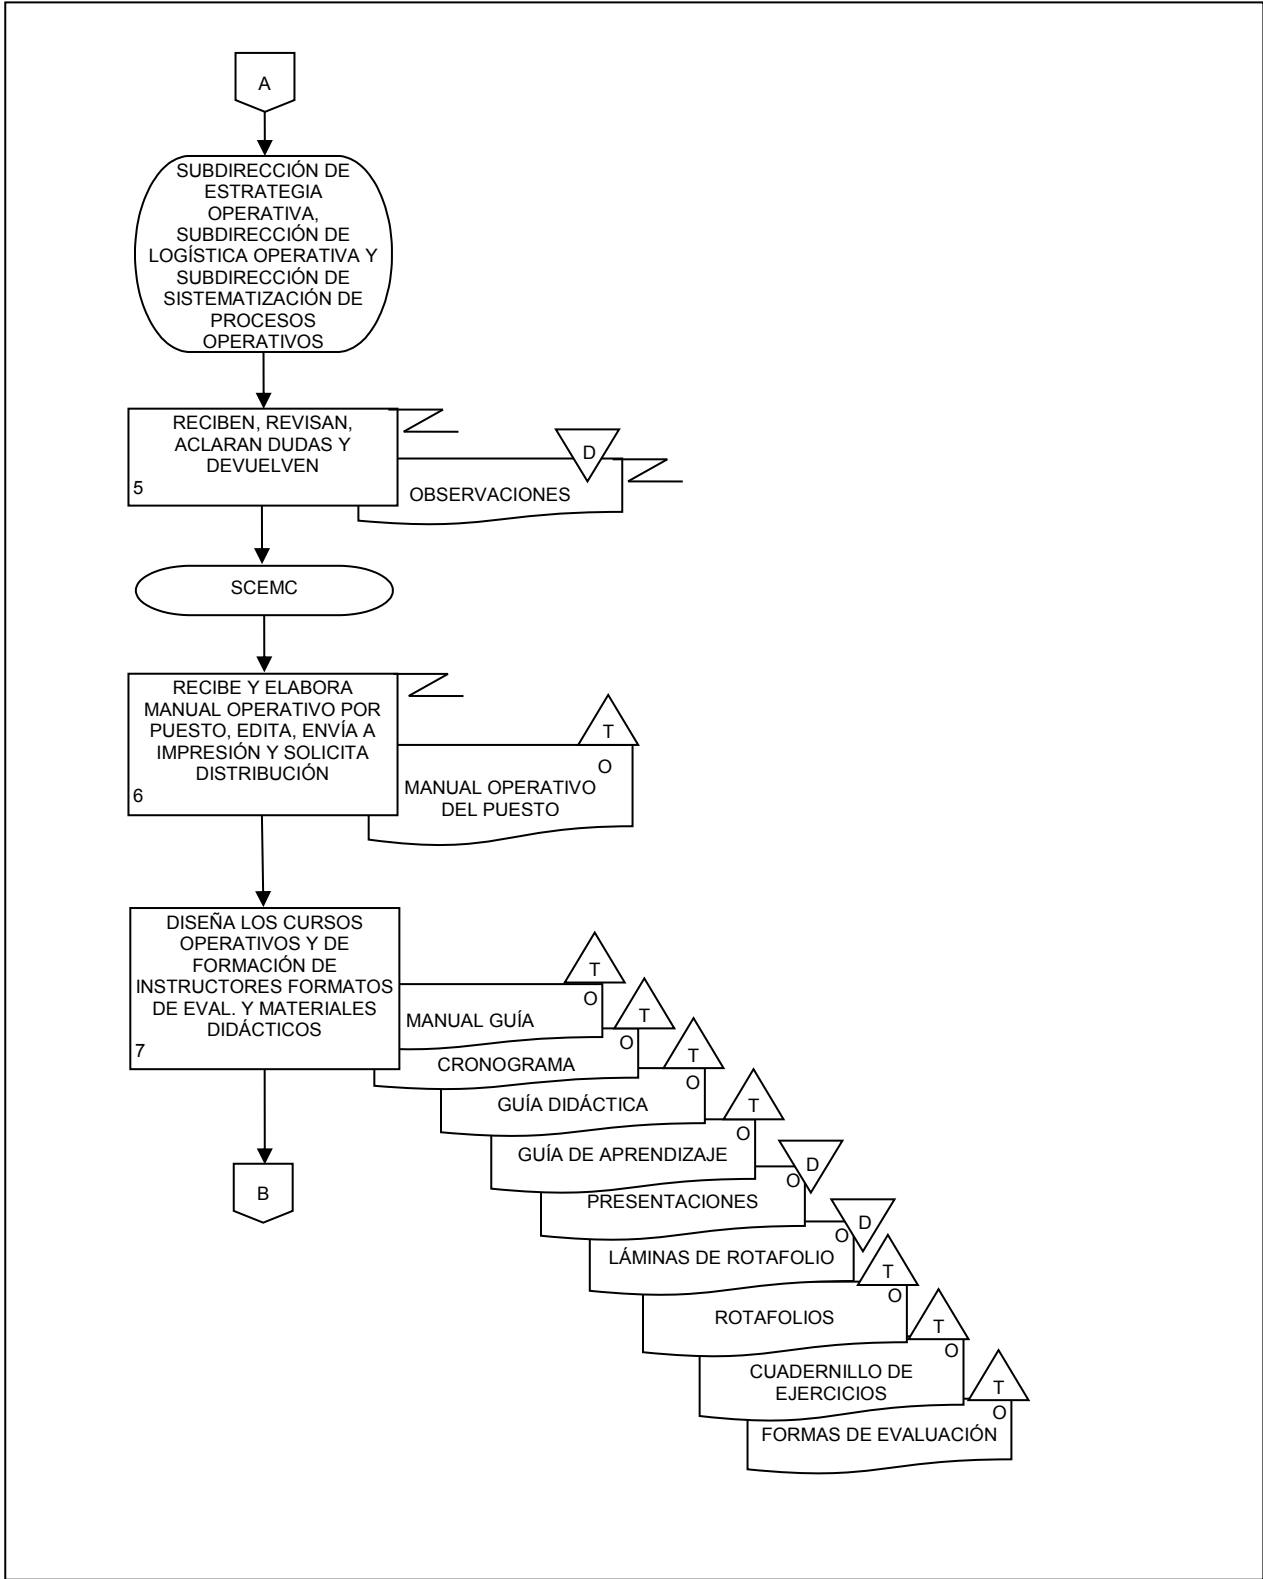 A
SUBDIRECCIÓN DE
ESTRATEGIA
OPERATIVA,
SUBDIRECCIÓN DE
LOGÍSTICA OPERATIVA Y
SUBDIRECCIÓN DE
SISTEMATIZACIÓN DE
PROCESOS
OPERATIVOS
RECIBEN, REVISAN,
ACLARAN DUDAS Y
DEVUELVEN
5
D
OBSERVACIONES
SCEMC
RECIBE Y ELABORA
MANUAL OPERATIVO POR
PUESTO, EDITA, ENVÍA A
IMPRESIÓN Y SOLICITA
DISTRIBUCIÓN
6
T
O
MANUAL OPERATIVO
DEL PUESTO
DISEÑA LOS CURSOS
OPERATIVOS Y DE
FORMACIÓN DE
INSTRUCTORES FORMATOS
DE EVAL. Y MATERIALES
DIDÁCTICOS
7
T
O
MANUAL GUÍA
T
O
CRONOGRAMA
T
O
GUÍA DIDÁCTICA
T
O
GUÍA DE APRENDIZAJE
D
O
PRESENTACIONES
D
O
LÁMINAS DE ROTAFOLIO
T
O
ROTAFOLIOS
T
O
CUADERNILLO DE
EJERCICIOS
T
O
FORMAS DE EVALUACIÓN
B